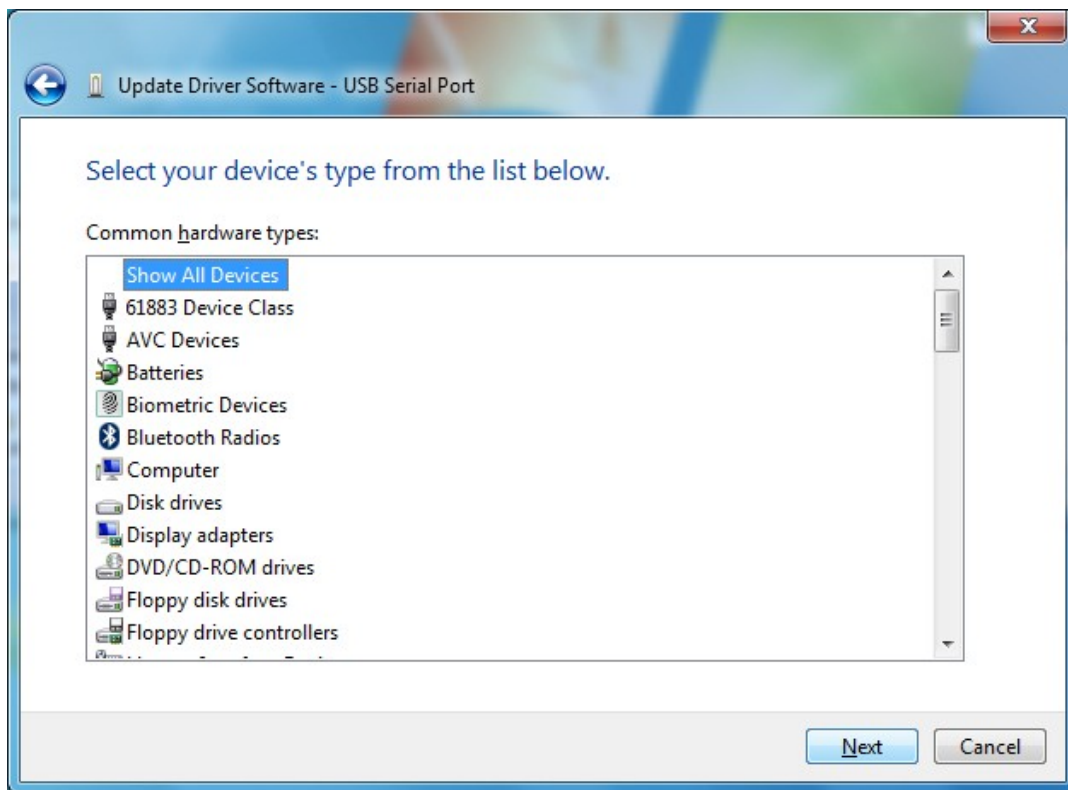 Update Driver Software - USB Serial Port
Select your device's type from the list below.
Common hardware types:
Show All Devices
61883 Device Class
AVC Devices
Batteries
Biometric Devices
Bluetooth Radios
Computer
Disk drives
Display adapters
DVD/CD-ROM drives
Floppy disk drives
Floppy drive controllers
Next
Cancel